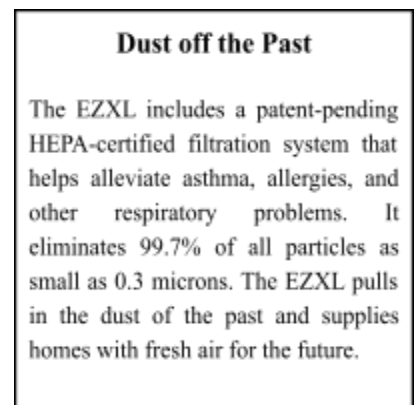 Dust off the Past
The EZXL includes a patent-pending
HEPA-certified filtration system that
helps alleviate asthma, allergies, and
other respiratory problems. It
eliminates 99.7% of all particles as
small as 0.3 microns. The EZXL pulls
in the dust of the past and supplies
homes with fresh air for the future.